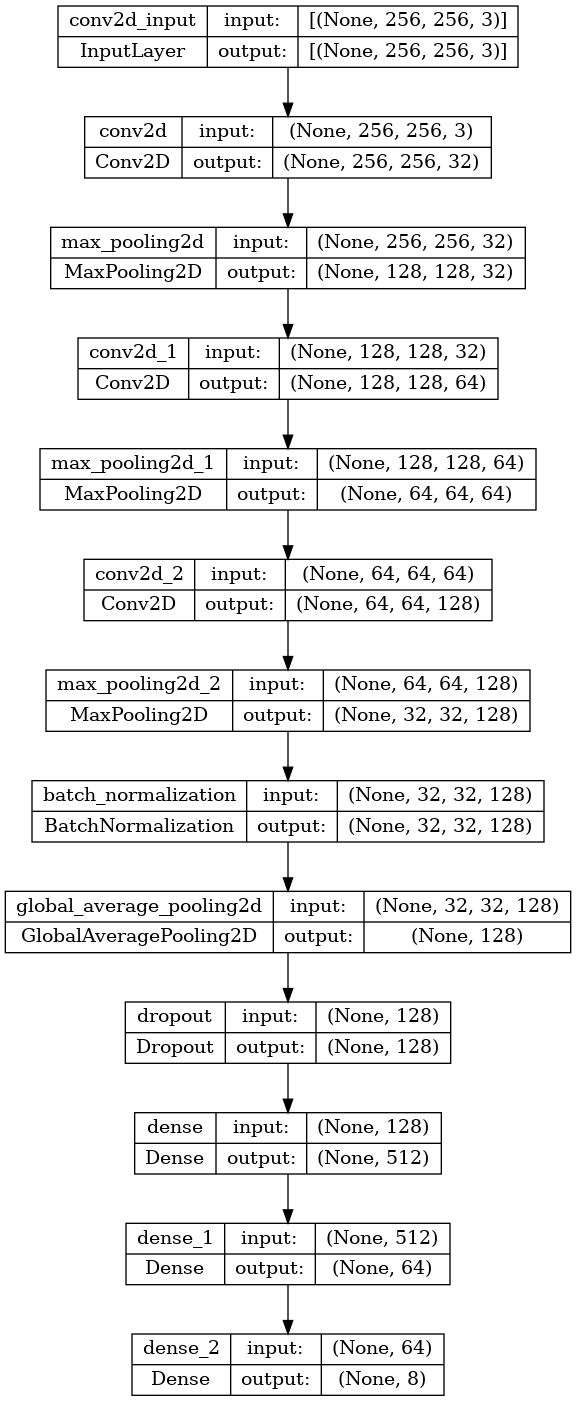 conv2d_input input: [(None, 256, 256, 3)]
InputLayer output: [(None, 256, 256, 3)]
conv2d input: (None, 256, 256, 3)
Conv2D output: (None, 256, 256, 32)
max_pooling2d input: (None, 256, 256, 32)
MaxPooling2D output: (None, 128, 128, 32)
conv2d_1 input: (None, 128, 128, 32)
Conv2D output: (None, 128, 128, 64)
max_pooling2d_1 input: (None, 128, 128, 64)
MaxPooling2D output: (None, 64, 64, 64)
conv2d_2 input: (None, 64, 64, 64)
Conv2D output: (None, 64, 64, 128)
max_pooling2d_2 input: (None, 64, 64, 128)
MaxPooling2D output: (None, 32, 32, 128)
batch_normalization input: (None, 32, 32, 128)
BatchNormalization output: (None, 32, 32, 128)
global_average_pooling2d input: (None, 32, 32, 128)
GlobalAveragePooling2D output: (None, 128)
dropout input: (None, 128)
Dropout output: (None, 128)
dense input: (None, 128)
Dense output: (None, 512)
dense_1 input: (None, 512)
Dense output: (None, 64)
dense_2 input: (None, 64)
Dense output: (None, 8)